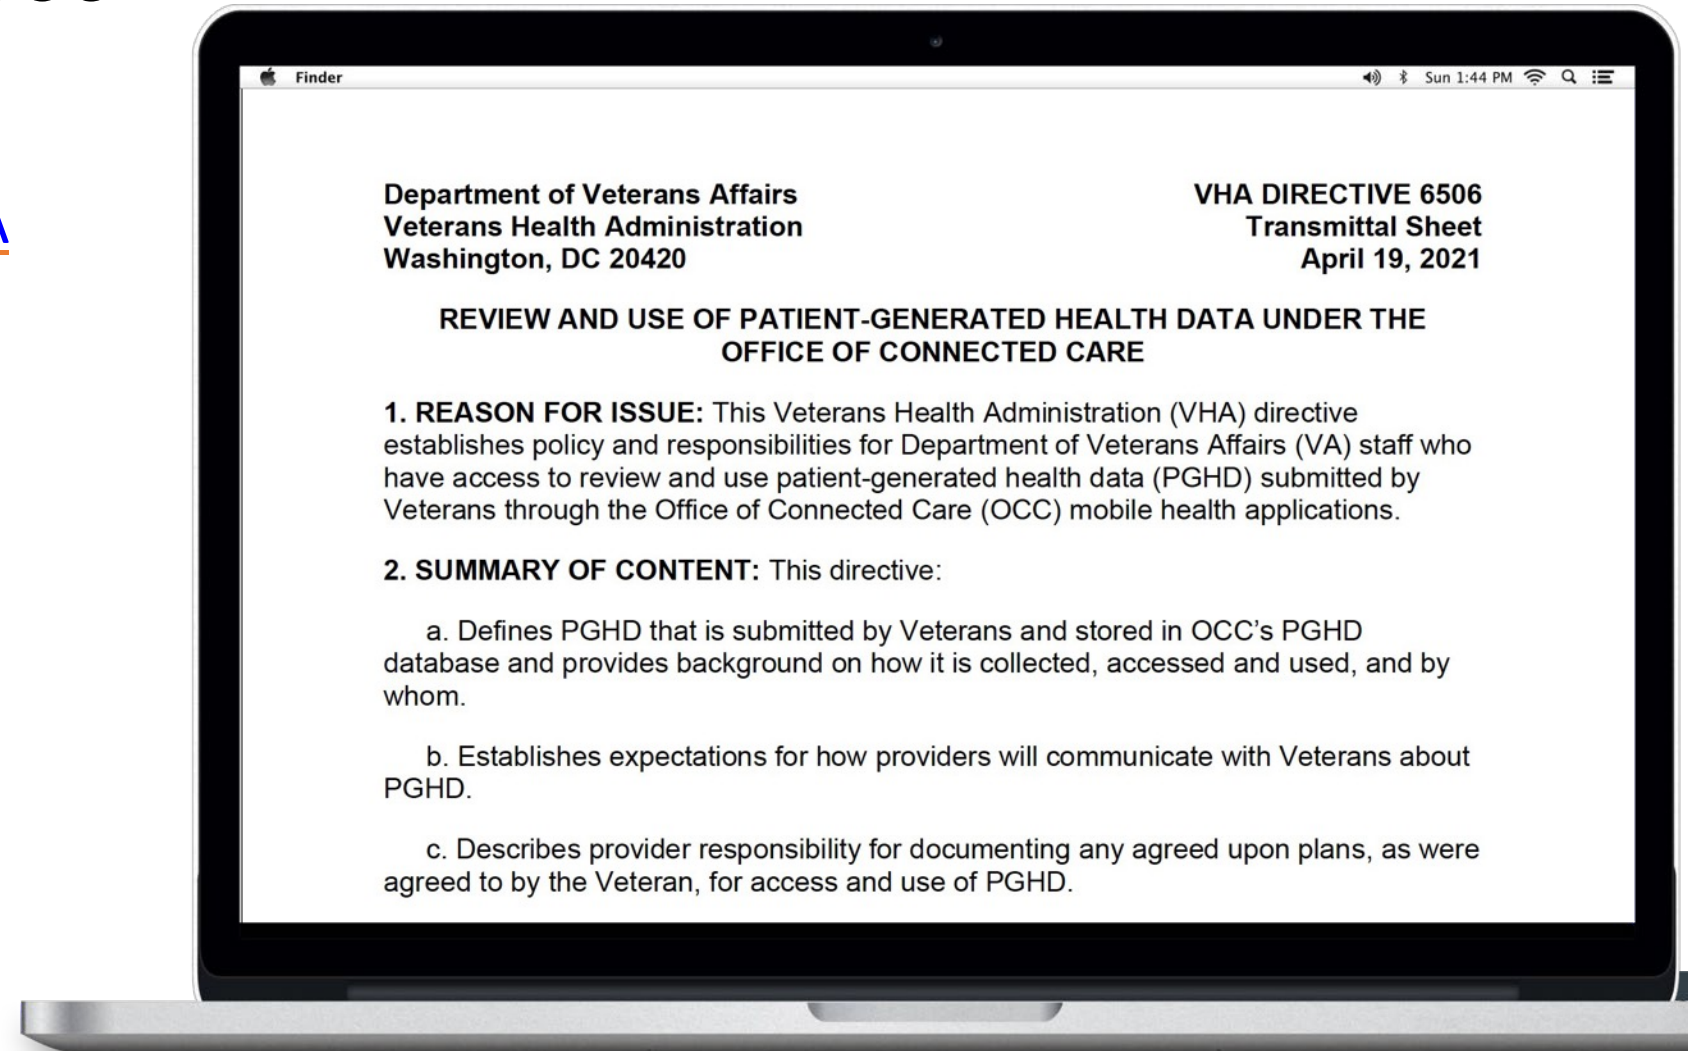 A
Finder
Sun 1:44 PM
Department of Veterans Affairs
Veterans Health Administration
Washington, DC 20420
VHA DIRECTIVE 6506
Transmittal Sheet
April 19, 2021
REVIEW AND USE OF PATIENT-GENERATED HEALTH DATA UNDER THE
OFFICE OF CONNECTED CARE
1. REASON FOR ISSUE: This Veterans Health Administration (VHA) directive
establishes policy and responsibilities for Department of Veterans Affairs (VA) staff who
have access to review and use patient-generated health data (PGHD) submitted by
Veterans through the Office of Connected Care (OCC) mobile health applications.
2. SUMMARY OF CONTENT: This directive:
a. Defines PGHD that is submitted by Veterans and stored in OCC’s PGHD
database and provides background on how it is collected, accessed and used, and by
whom.
b. Establishes expectations for how providers will communicate with Veterans about
PGHD.
c. Describes provider responsibility for documenting any agreed upon plans, as were
agreed to by the Veteran, for access and use of PGHD.